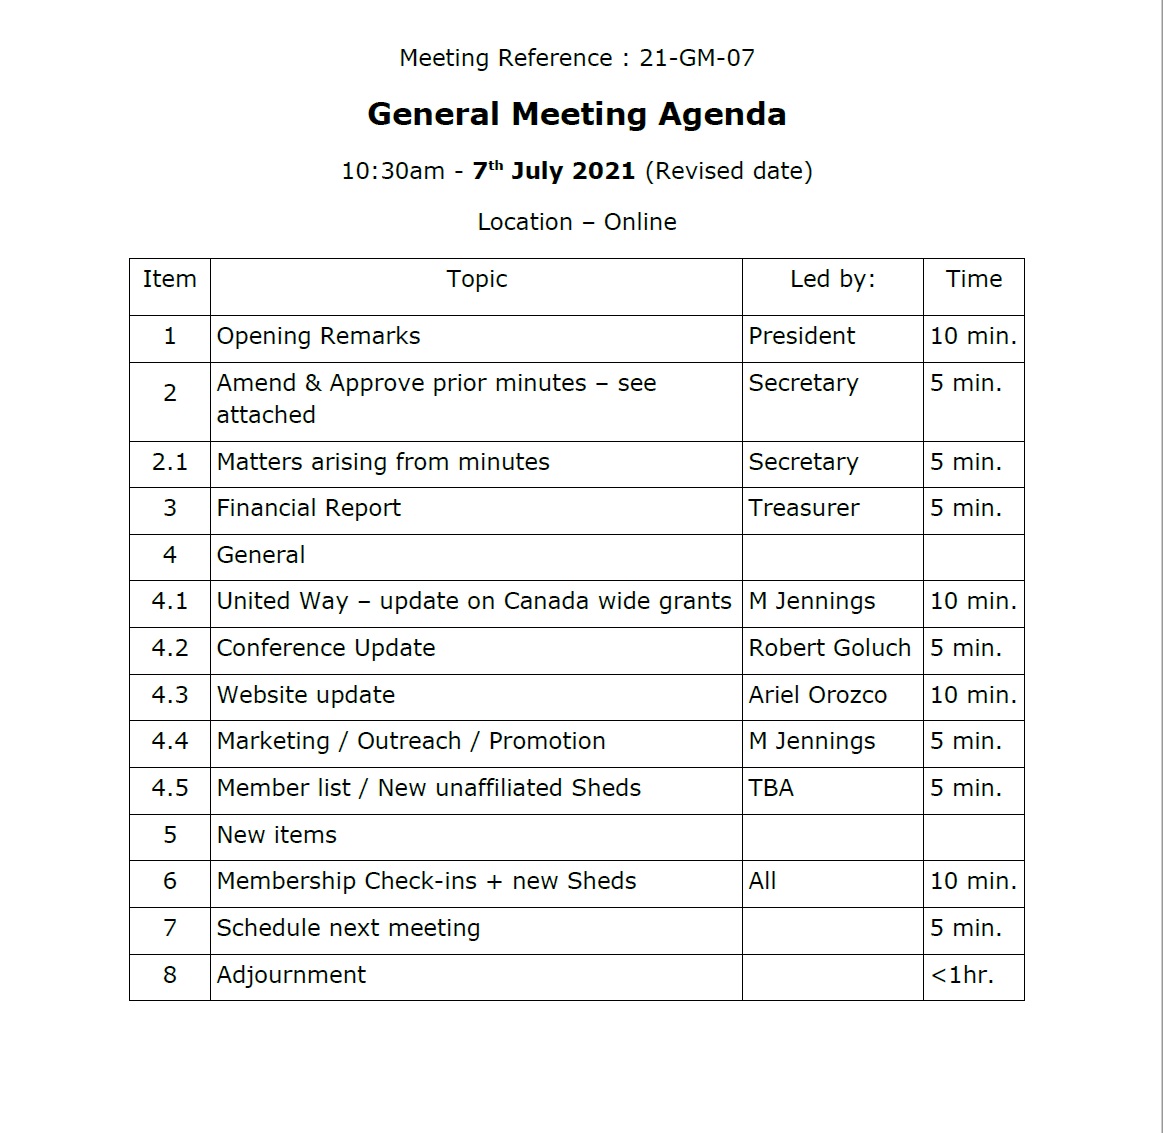 Meeting Reference : 21-GM-07
General Meeting Agenda
10:30am - 7th July 2021 (Revised date)
Location – Online
Item Topic Led by: Time
1 Opening Remarks President 10 min.
2 Amend & Approve prior minutes – see attached Secretary 5 min.
2.1 Matters arising from minutes Secretary 5 min.
3 Financial Report Treasurer 5 min.
4 General
4.1 United Way – update on Canada wide grants M Jennings 10 min.
4.2 Conference Update Robert Goluch 5 min.
4.3 Website update Ariel Orozco 10 min.
4.4 Marketing / Outreach / Promotion M Jennings 5 min.
4.5 Member list / New unaffiliated Sheds TBA 5 min.
5 New items
6 Membership Check-ins + new Sheds All 10 min.
7 Schedule next meeting 5 min.
8 Adjournment <1hr.